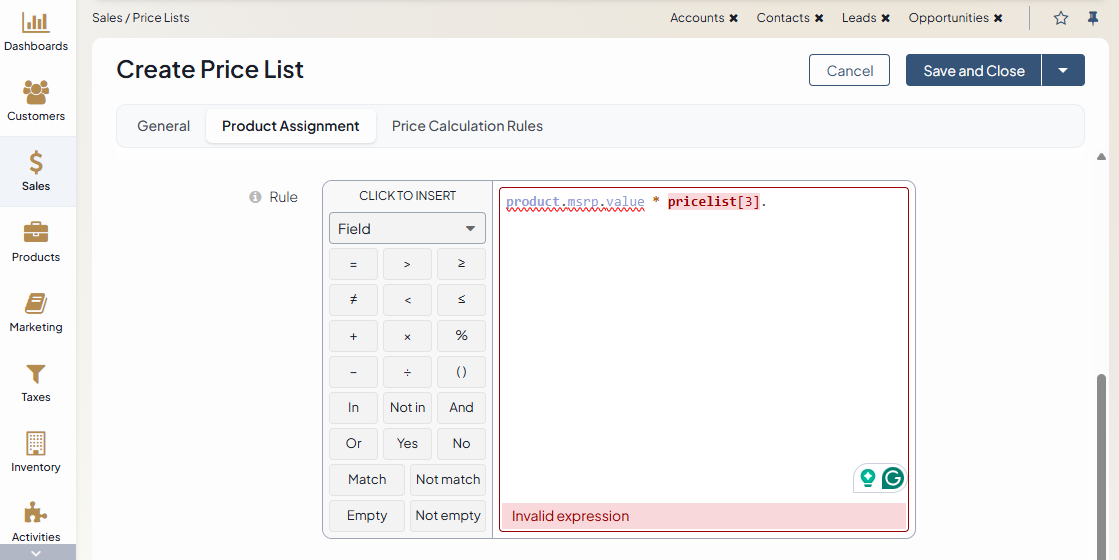 Sales / Price Lists
Accounts × Contacts × Leads × Opportunities ×
Dashboards
Customers
Sales
Products
Marketing
Taxes
Inventory
Activities
Create Price List
Cancel
Save and Close
General
Product Assignment
Price Calculation Rules
Rule
CLICK TO INSERT
Field
= > ≥
≠ < ≤
+ × %
− ÷ ( )
In Not in And
Or Yes No
Match Not match
Empty Not empty
product.msrp.value * pricelist[3].
Invalid expression